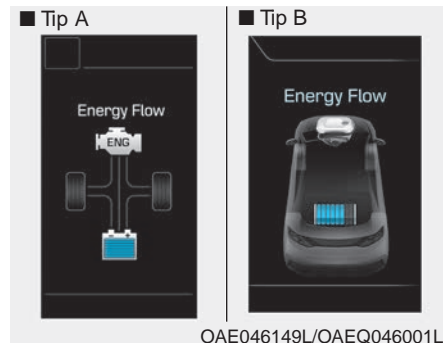 ■ Tip A
■ Tip B
Energy Flow
ENG
Energy Flow
OAE046149L/OAEQ046001L